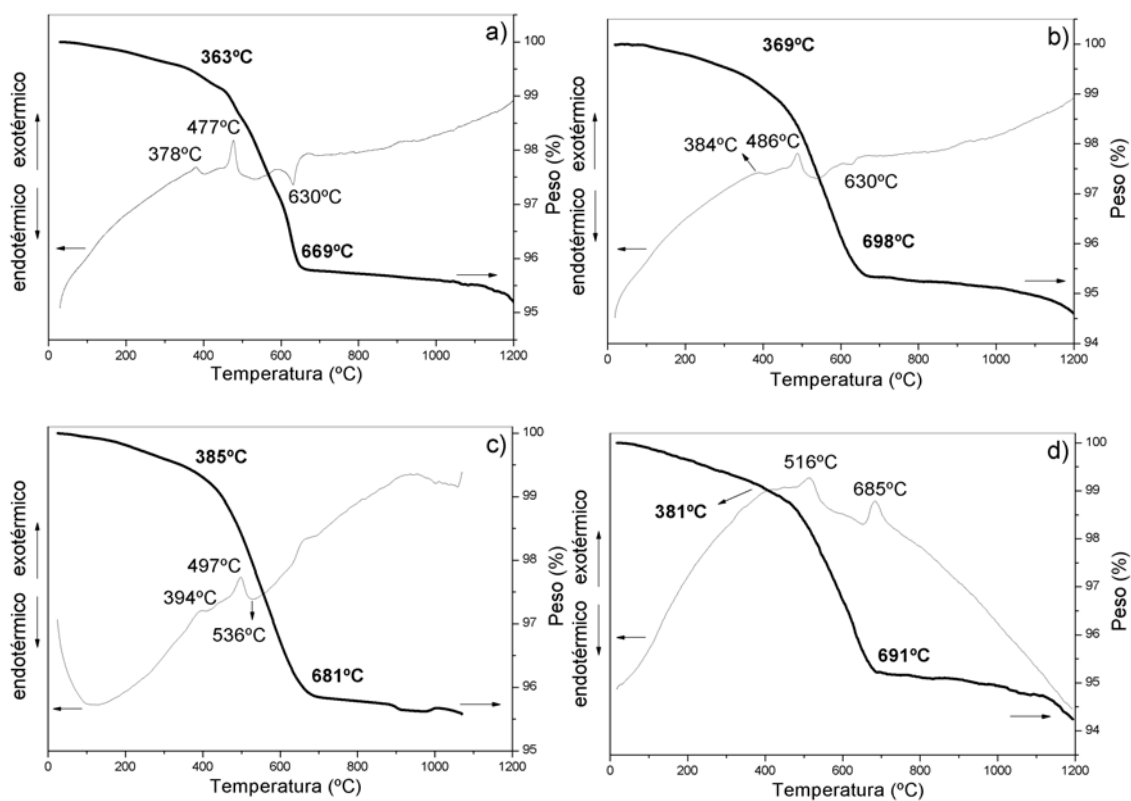 a)
363ºC
477ºC
378ºC
630ºC
669ºC
endotérmico exotérmico
Peso (%)
100
99
98
97
96
95
0 200 400 600 800 1000 1200
Temperatura (ºC)
b)
369ºC
384ºC 486ºC
630ºC
698ºC
endotérmico exotérmico
Peso (%)
100
99
98
97
96
95
94
0 200 400 600 800 1000 1200
Temperatura (ºC)
c)
385ºC
497ºC
394ºC
536ºC
681ºC
endotérmico exotérmico
Peso (%)
100
99
98
97
96
95
0 200 400 600 800 1000 1200
Temperatura (ºC)
d)
516ºC
685ºC
381ºC
691ºC
endotérmico exotérmico
Peso (%)
100
99
98
97
96
95
94
0 200 400 600 800 1000 1200
Temperatura (ºC)